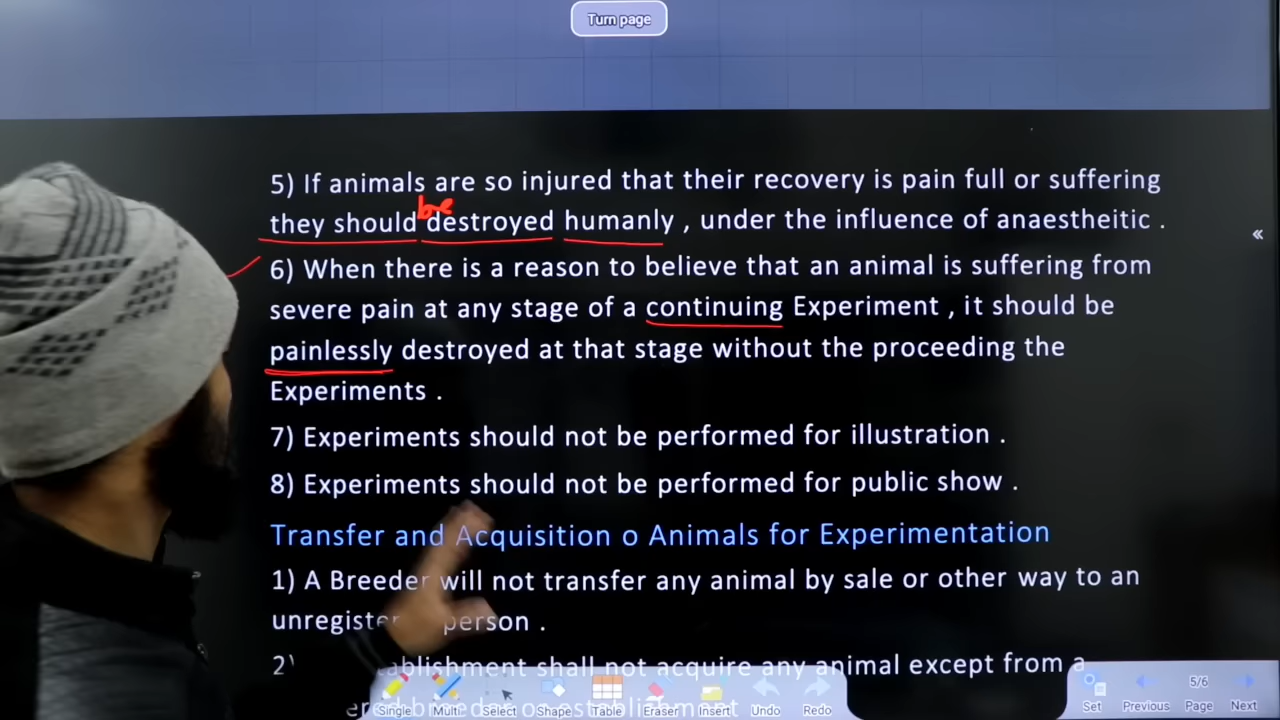 Turn page
5) If animals are so injured that their recovery is pain full or suffering
be
they should destroyed humanly , under the influence of anaestheitic .
«
6) When there is a reason to believe that an animal is suffering from
severe pain at any stage of a continuing Experiment , it should be
painlessly destroyed at that stage without the proceeding the
Experiments .
7) Experiments should not be performed for illustration .
8) Experiments should not be performed for public show .
Transfer and Acquisition o Animals for Experimentation
1) A Breeder will not transfer any animal by sale or other way to an
person .
2) shall not acquire any animal except from a
establishment
Single Multi- Select Shape Table Eraser Insert Undo Redo
5/6
Set Previous Page Next